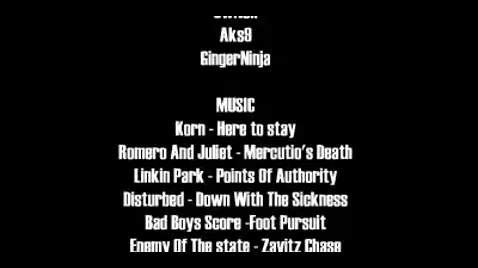 Aks9
GingerNinja
MUSIC
Korn - Here to stay
Romero And Juliet - Mercutio's Death
Linkin Park - Points Of Authority
Disturbed - Down With The Sickness
Bad Boys Score -Foot Pursuit
Enemy Of The state - Zavitz Chase